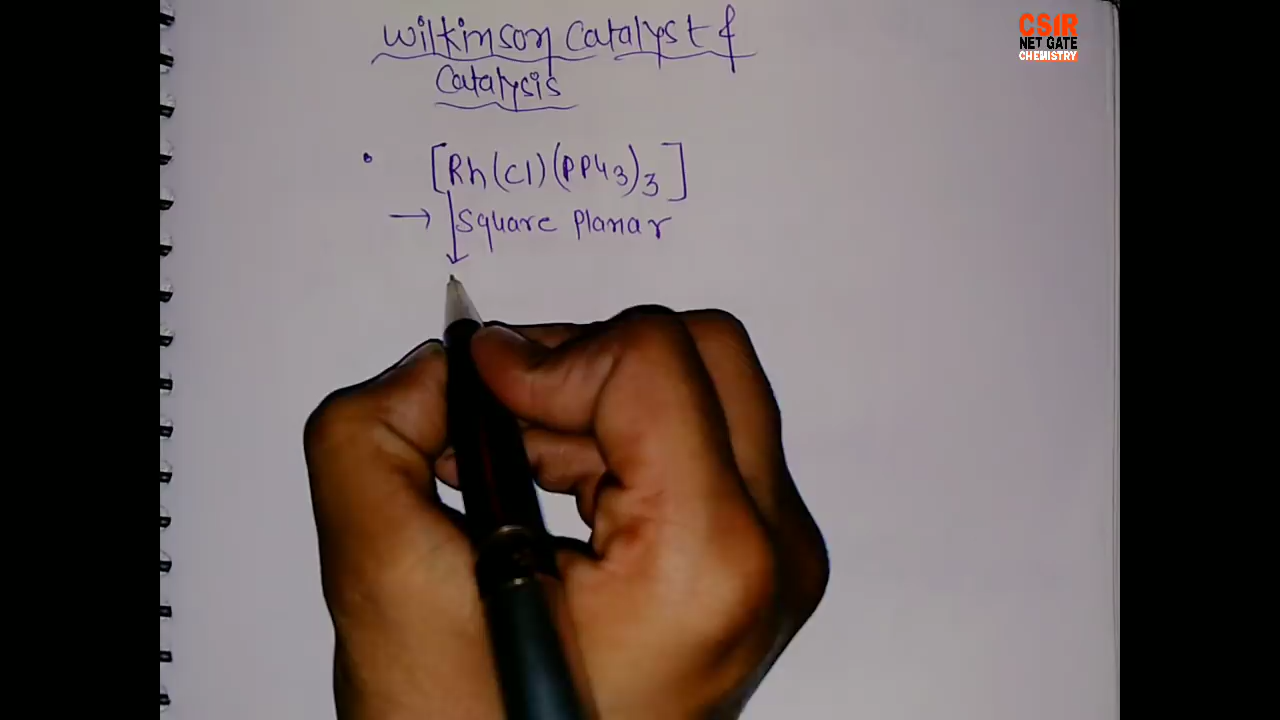 Wilkinson Catalyst &
Catalysis
• [Rh(Cl)(PPh3)3]
→ Square Planar
CSIR
NET GATE
CHEMISTRY